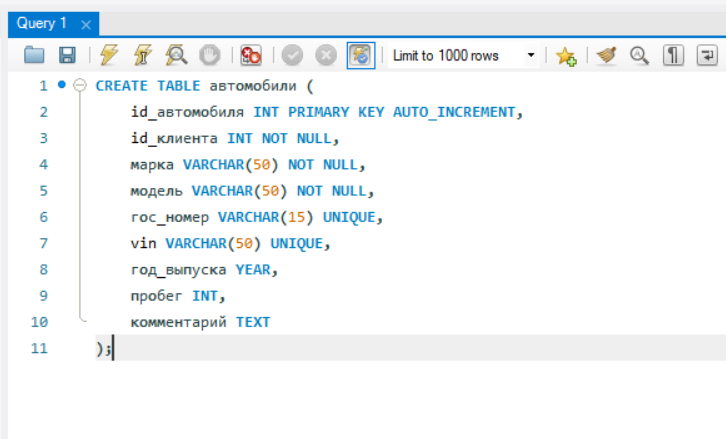 Query 1
Limit to 1000 rows
1 CREATE TABLE автомобили (
2 id_автомобиля INT PRIMARY KEY AUTO_INCREMENT,
3 id_клиента INT NOT NULL,
4 марка VARCHAR(50) NOT NULL,
5 модель VARCHAR(50) NOT NULL,
6 гос_номер VARCHAR(15) UNIQUE,
7 vin VARCHAR(50) UNIQUE,
8 год_выпуска YEAR,
9 пробег INT,
10 комментарий TEXT
11 );